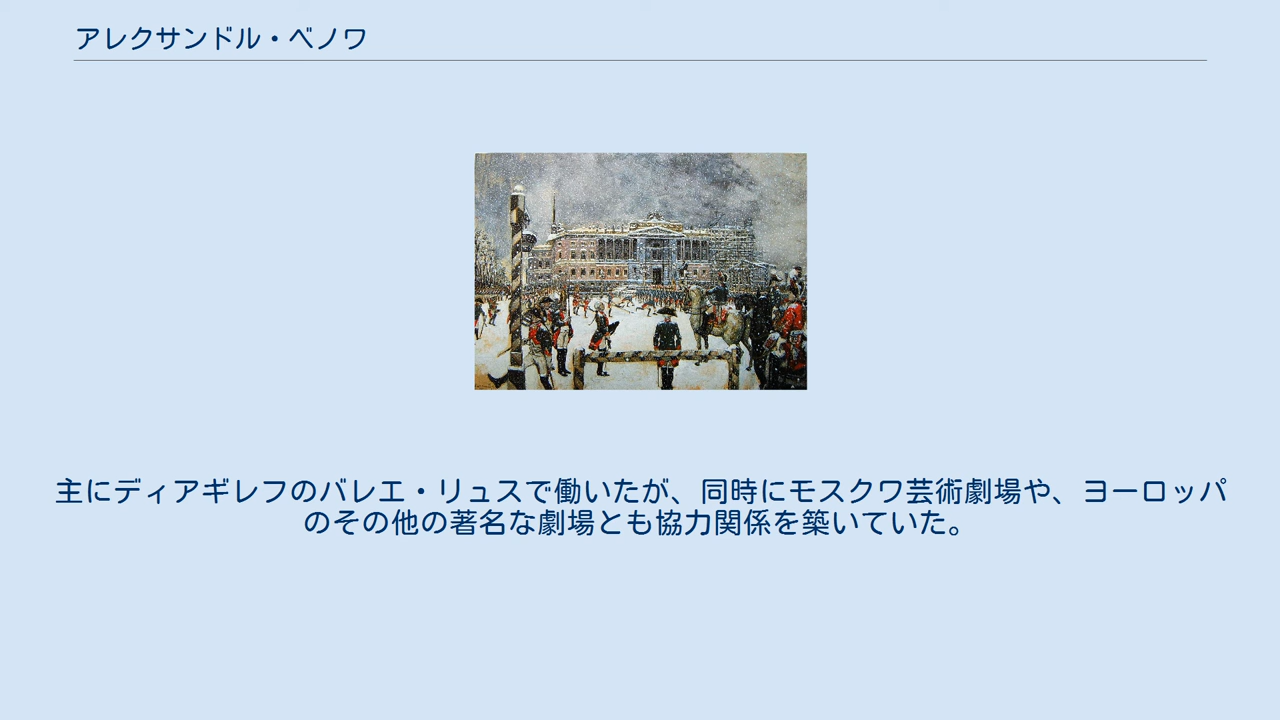 アレクサンドル・ベノワ
主にディアギレフのバレエ・リュスで働いたが、同時にモスクワ芸術劇場や、ヨーロッパ
のその他の著名な劇場とも協力関係を築いていた。